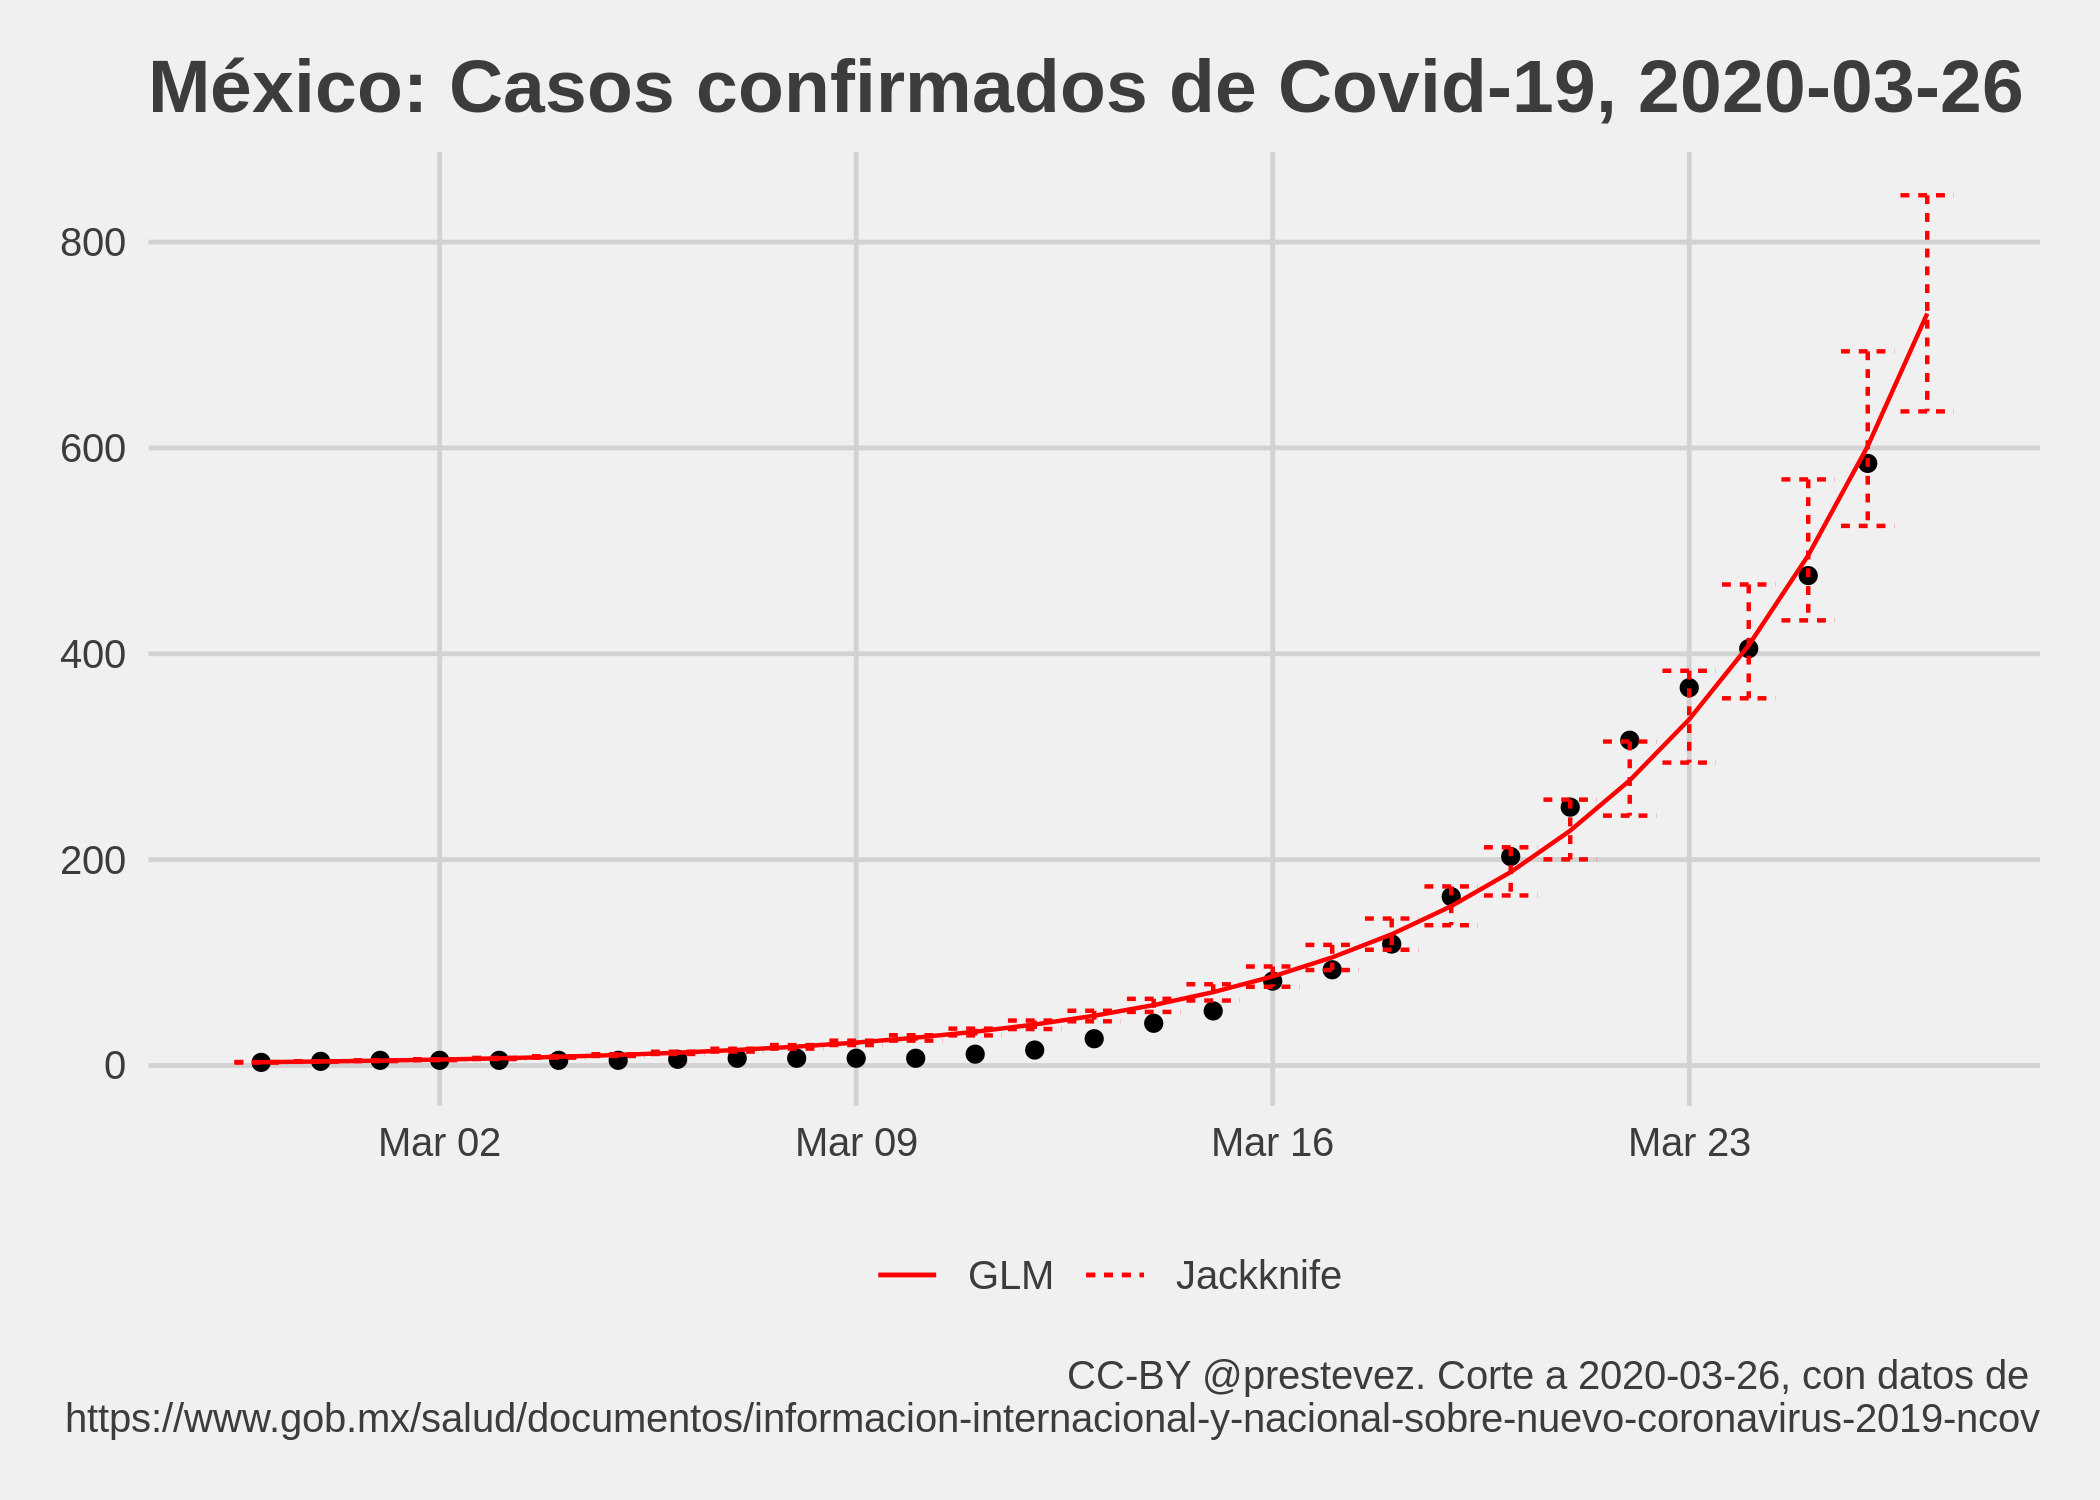 México: Casos confirmados de Covid-19, 2020-03-26
800
600
400
200
0
Mar 02 Mar 09 Mar 16 Mar 23
GLM Jackknife
CC-BY @prestevez. Corte a 2020-03-26, con datos de
https://www.gob.mx/salud/documentos/informacion-internacional-y-nacional-sobre-nuevo-coronavirus-2019-ncov